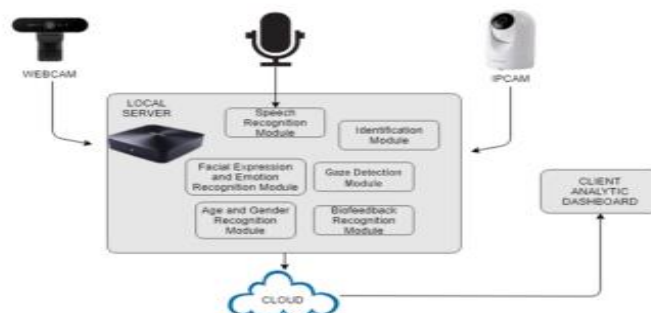 WEBCAM
IPCAM
LOCAL
SERVER
Speech
Recognition
Module
Identification
Module
Facial Expression
and Emotion
Recognition Module
Gaze Detection
Module
Age and Gender
Recognition
Module
Biofeedback
Recognition
Module
CLIENT
ANALYTIC
DASHBOARD
CLOUD